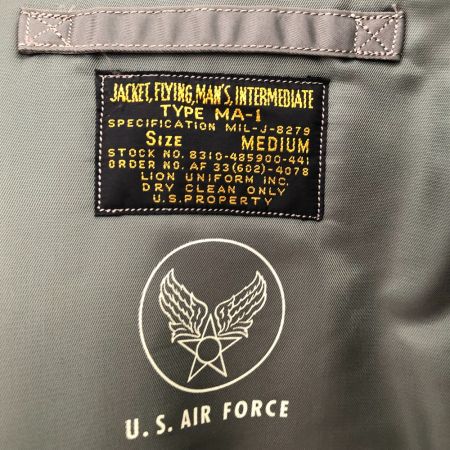 JACKET, FLYING, MAN'S, INTERMEDIATE
TYPE MA-1
SPECIFICATION MIL-J-8279
SIZE MEDIUM
STOCK NO. 8310-485900-441
ORDER NO. AF 33(602)-4078
LION UNIFORM INC.
DRY CLEAN ONLY
U.S. PROPERTY
U.S. AIR FORCE